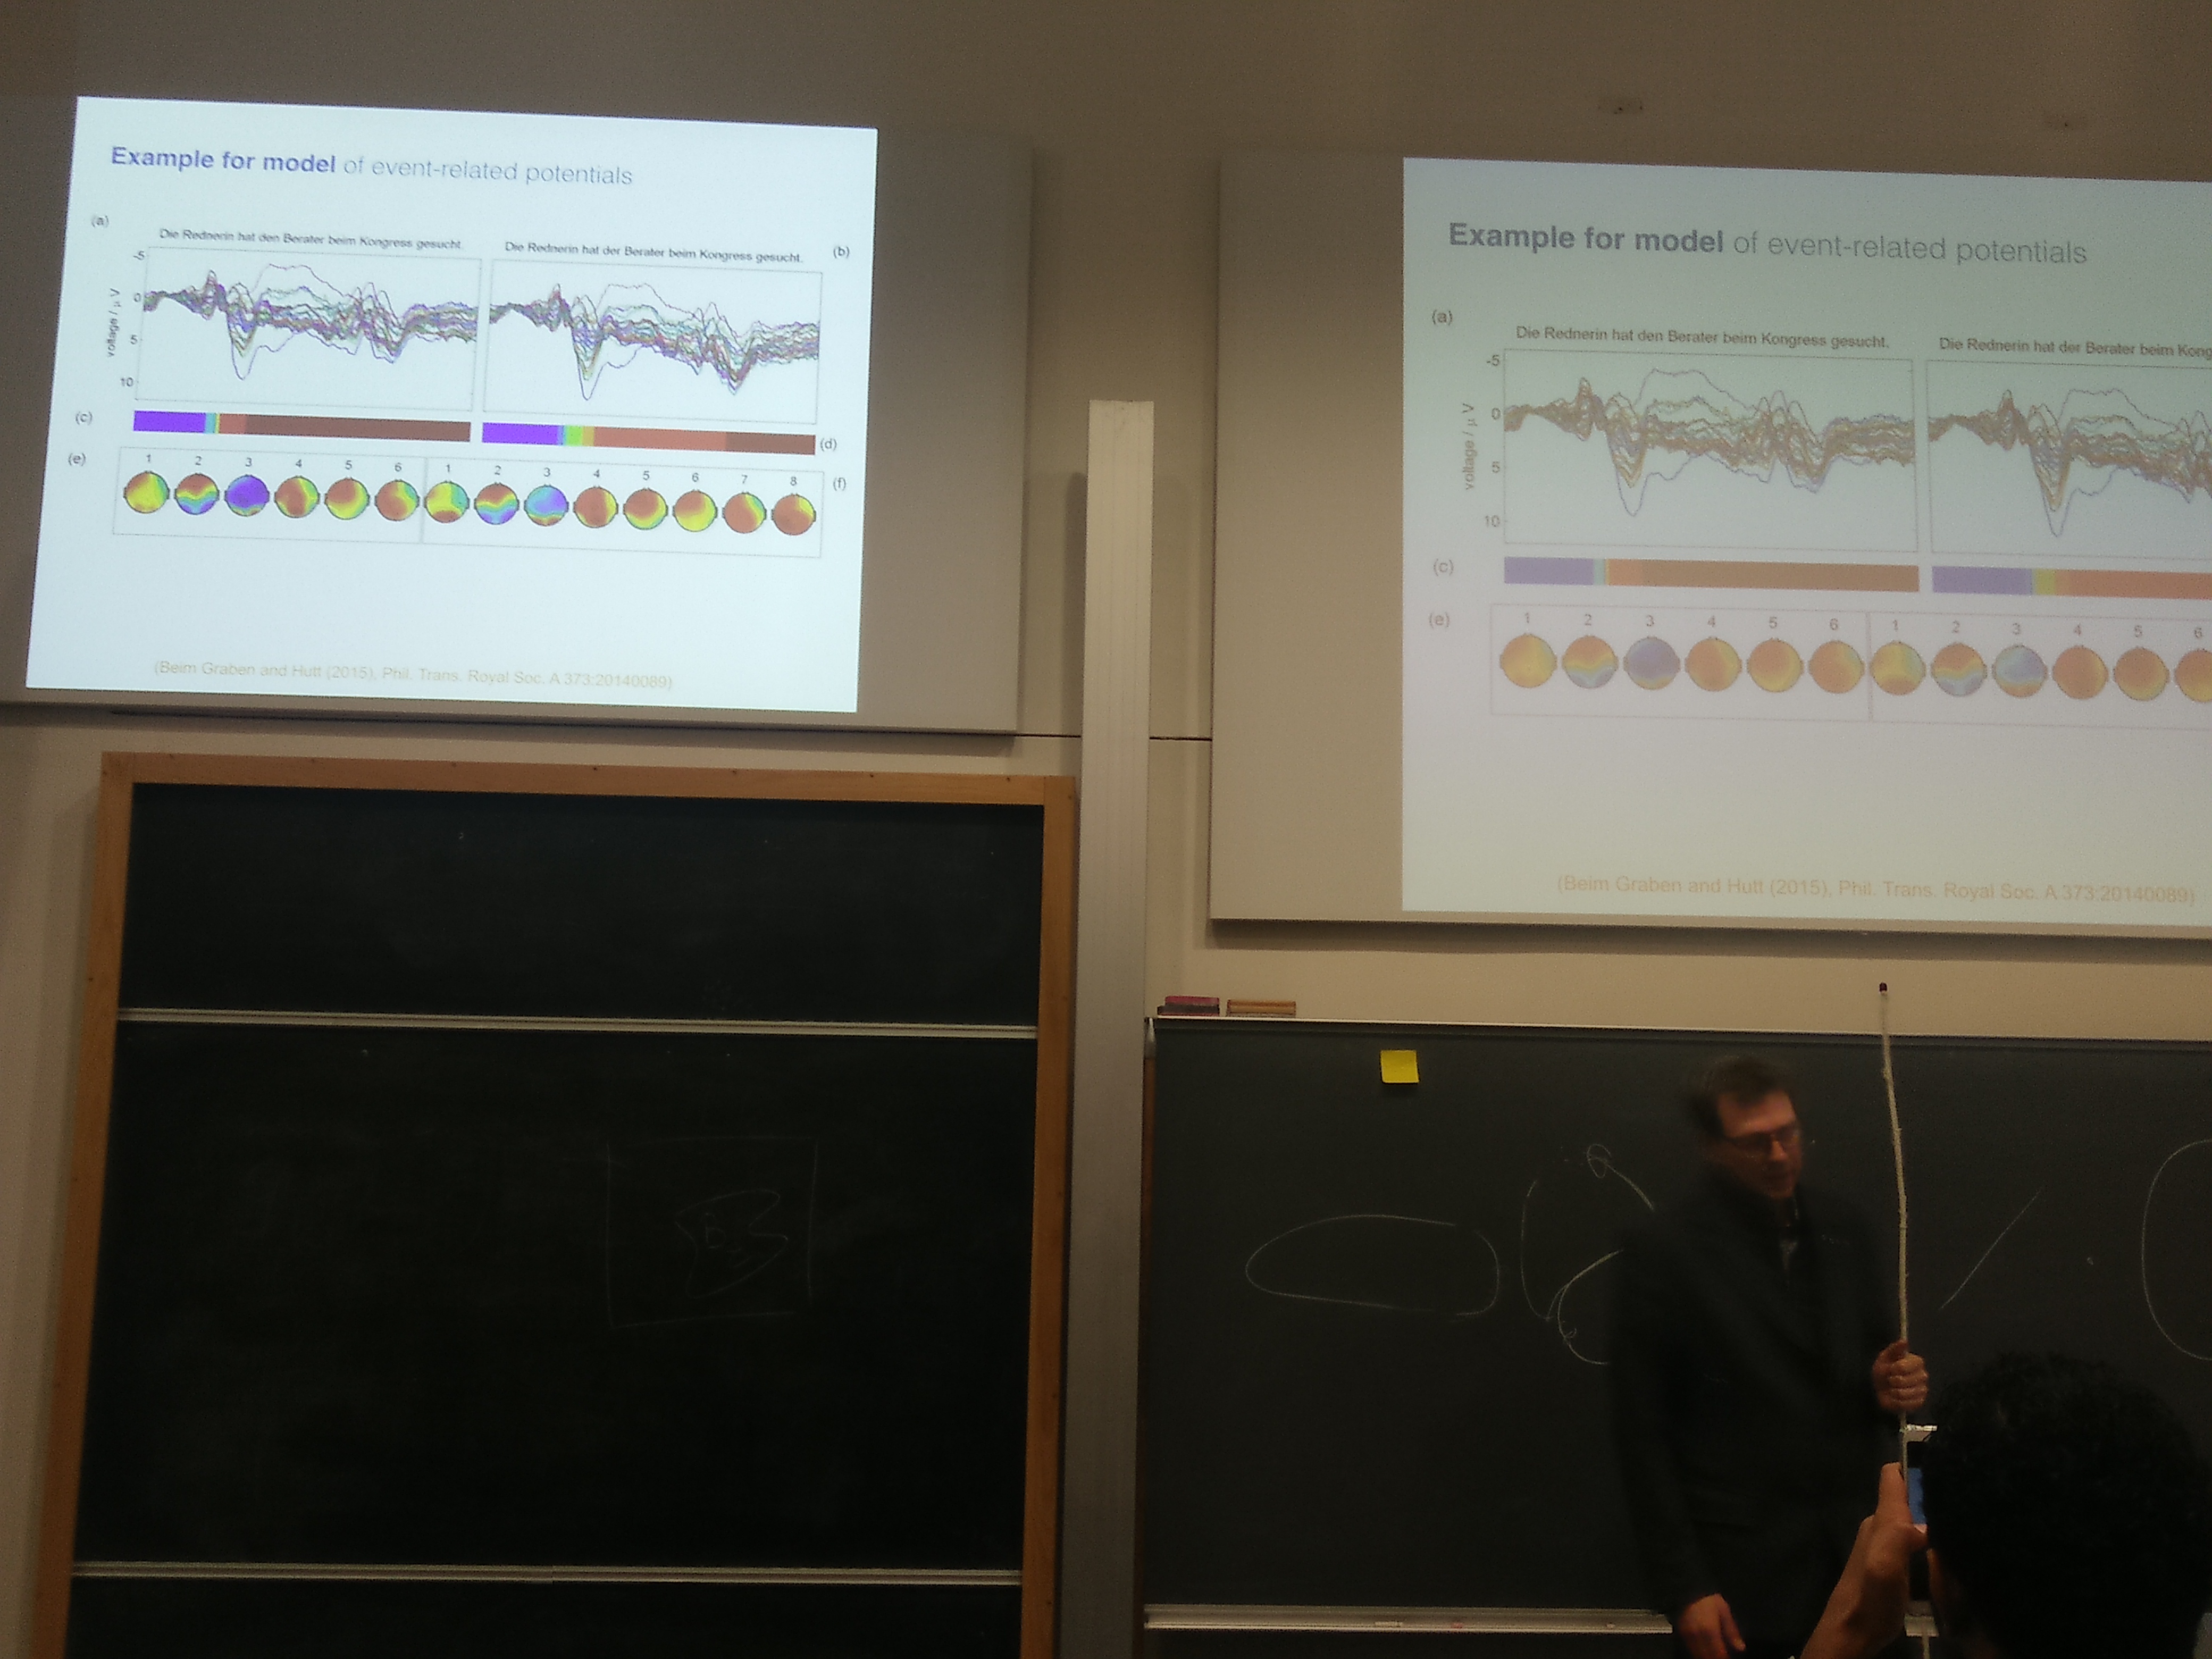 Example for model of event-related potentials
(a)
Die Rednerin hat den Berater beim Kongress gesucht.
Die Rednerin hat der Berater beim Kongress gesucht.
(b)
-5
0
5
10
voltage / μV
(c)
(d)
(e)
1 2 3 4 5 6 1 2 3 4 5 6 7 8
(f)
(Beim Graben and Hutt (2015), Phil. Trans. Royal Soc. A 373:20140089)
Example for model of event-related potentials
(a)
Die Rednerin hat den Berater beim Kongress gesucht.
Die Rednerin hat der Berater beim Kong
-5
0
5
10
voltage / μV
(c)
(e)
1 2 3 4 5 6 1 2 3 4 5 6
(Beim Graben and Hutt (2015), Phil. Trans. Royal Soc. A 373:20140089)